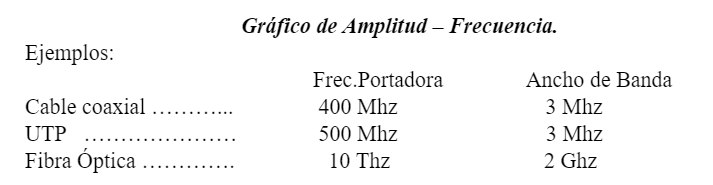 Gráfico de Amplitud – Frecuencia.
Ejemplos:
Frec.Portadora Ancho de Banda
Cable coaxial ………... 400 Mhz 3 Mhz
UTP ………………… 500 Mhz 3 Mhz
Fibra Óptica …………. 10 Thz 2 Ghz